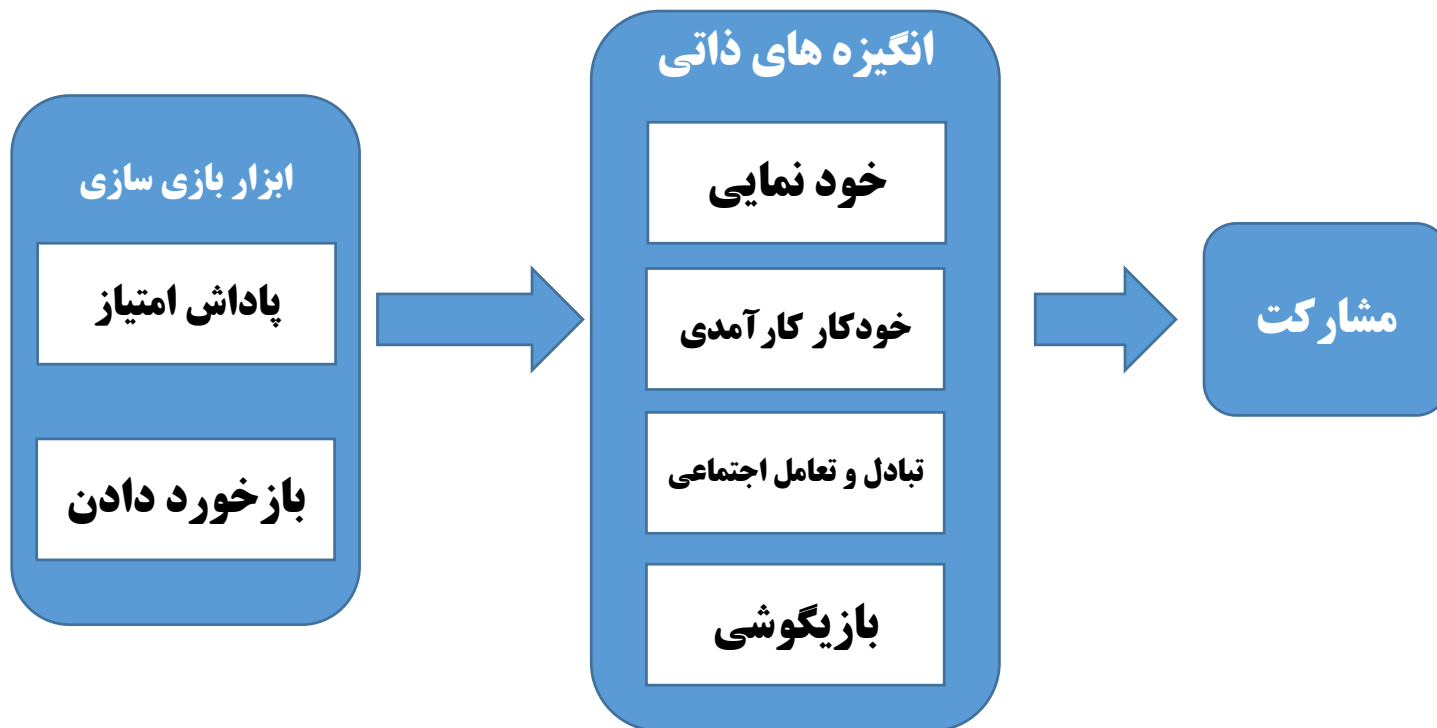 ابزار بازی سازی
پاداش امتیاز
بازخورد دادن
انگیزه های ذاتی
خود نمایی
خودکار کارآمدی
تبادل و تعامل اجتماعی
بازیگوشی
مشارکت